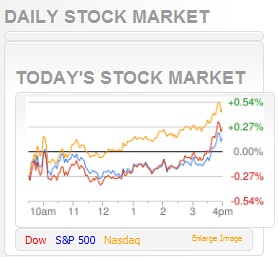 DAILY STOCK MARKET
TODAY'S STOCK MARKET
+0.54%
+0.27%
0.00%
-0.27%
-0.54%
10am 11 12 1 2 3 4pm
Dow S&P 500 Nasdaq Enlarge Image